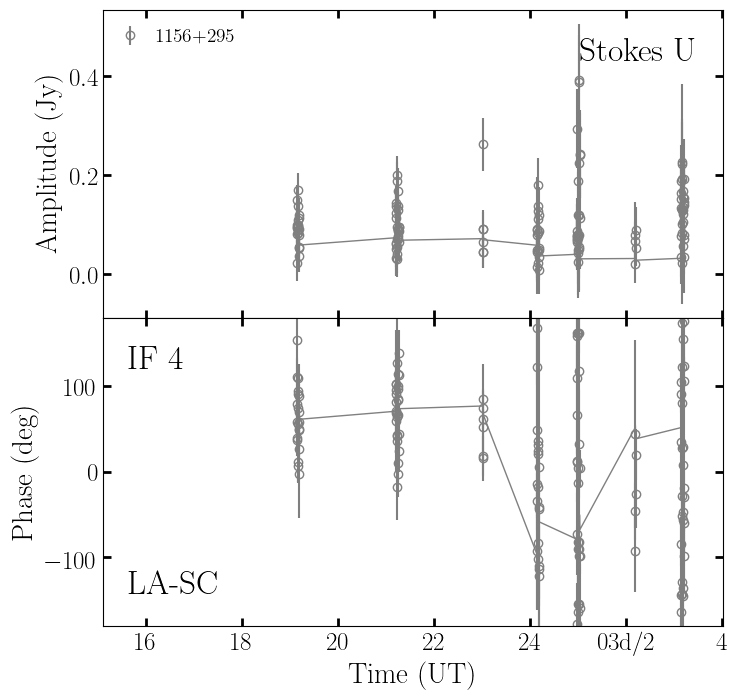 1156+295
Stokes U
Amplitude (Jy)
0.4
0.2
0.0
IF 4
Phase (deg)
100
0
−100
LA-SC
16 18 20 22 24 03d/2 4
Time (UT)